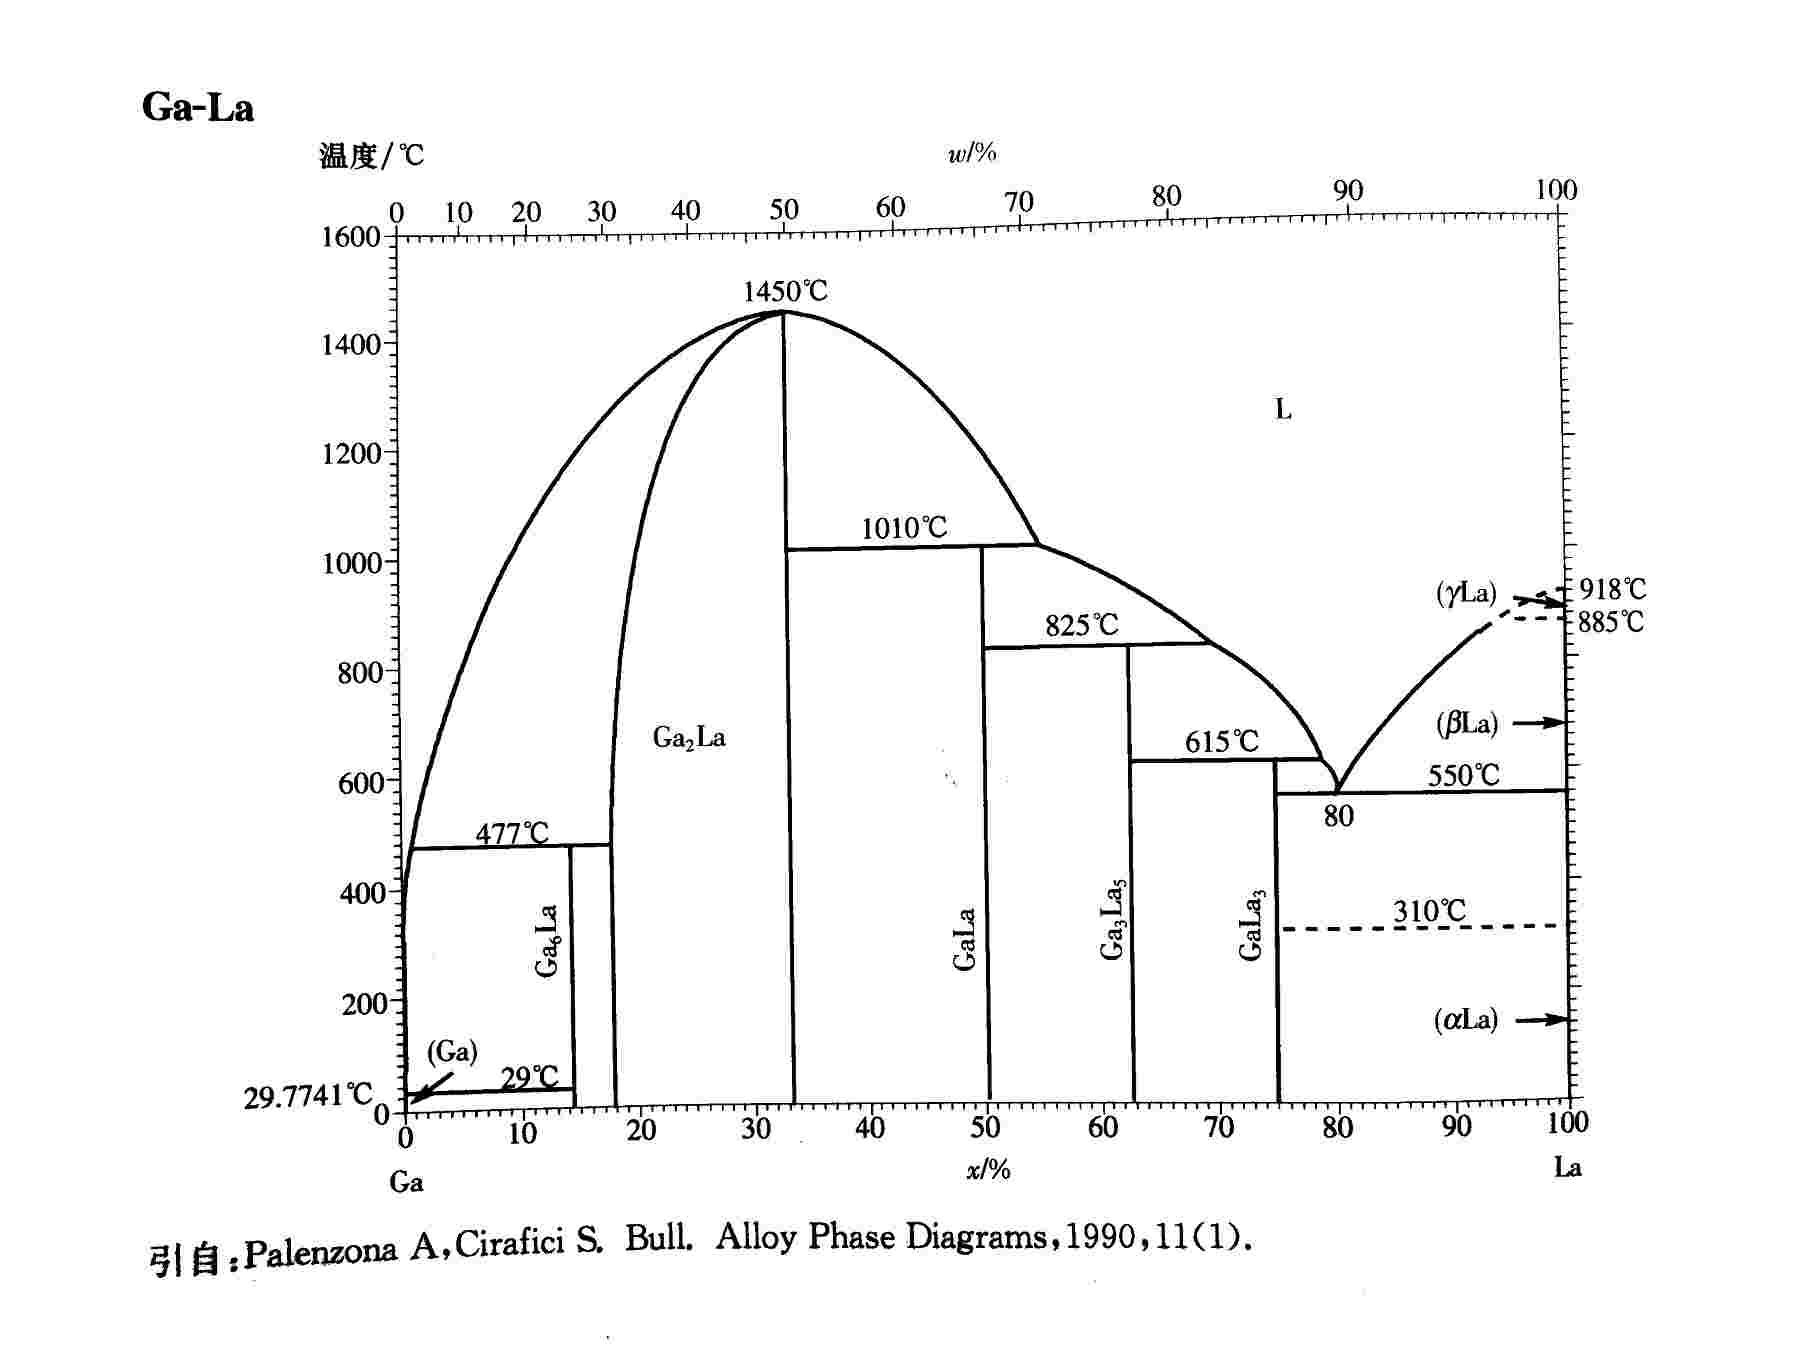 Ga-La
温度/℃
w/%
0 10 20 30 40 50 60 70 80 90 100
1600
1450℃
1400
L
1200
1010℃
1000
(γLa)
918℃
885℃
825℃
800
(βLa)
Ga₂La
615℃
600
550℃
80
477℃
400
Ga₆La
GaLa
Ga₃La₅
GaLa₃
310℃
200
(αLa)
(Ga)
29℃
29.7741℃
0
0 10 20 30 40 50 60 70 80 90 100
Ga
x/%
La
引自:Palenzona A,Cirafici S. Bull. Alloy Phase Diagrams,1990,11(1).